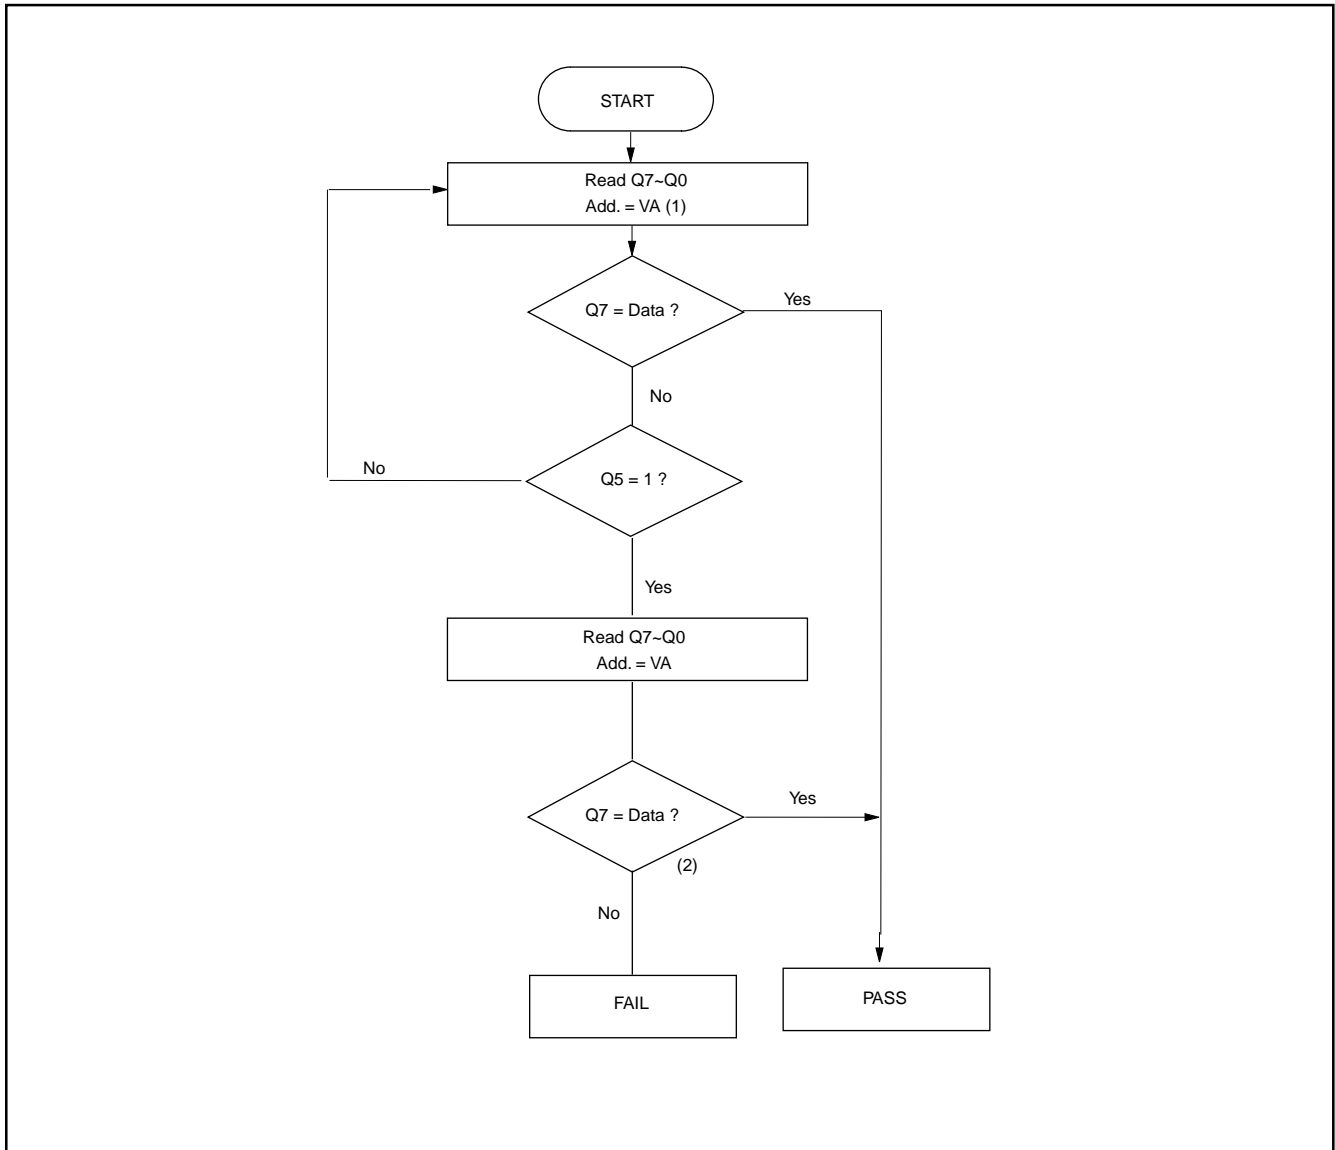 START
Read Q7~Q0
Add. = VA (1)
Q7 = Data ?
Yes
No
Q5 = 1 ?
No
Yes
Read Q7~Q0
Add. = VA
Q7 = Data ?
Yes
(2)
No
FAIL
PASS